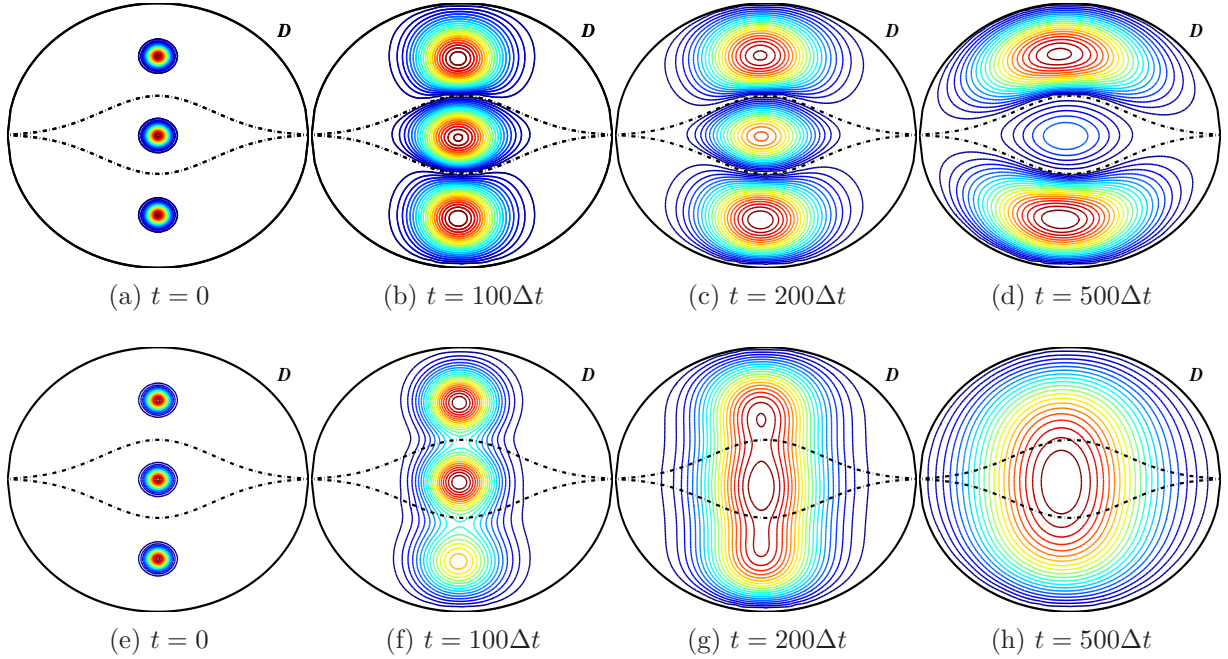 D D D D
(a) t = 0 (b) t = 100Δt (c) t = 200Δt (d) t = 500Δt
D D D D
(e) t = 0 (f) t = 100Δt (g) t = 200Δt (h) t = 500Δt